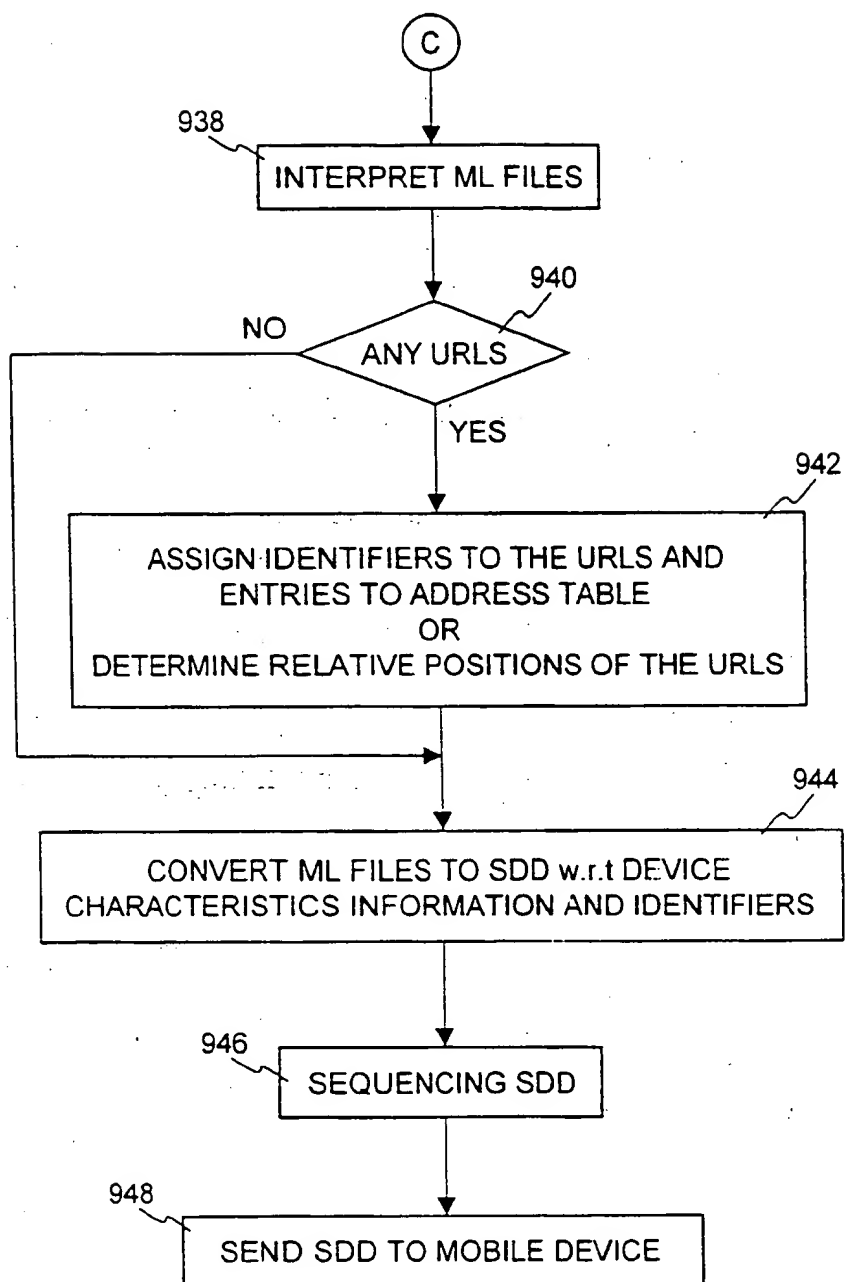 C
938
INTERPRET ML FILES
940
NO
ANY URLS
YES
942
ASSIGN IDENTIFIERS TO THE URLS AND
ENTRIES TO ADDRESS TABLE
OR
DETERMINE RELATIVE POSITIONS OF THE URLS
944
CONVERT ML FILES TO SDD w.r.t DEVICE
CHARACTERISTICS INFORMATION AND IDENTIFIERS
946
SEQUENCING SDD
948
SEND SDD TO MOBILE DEVICE